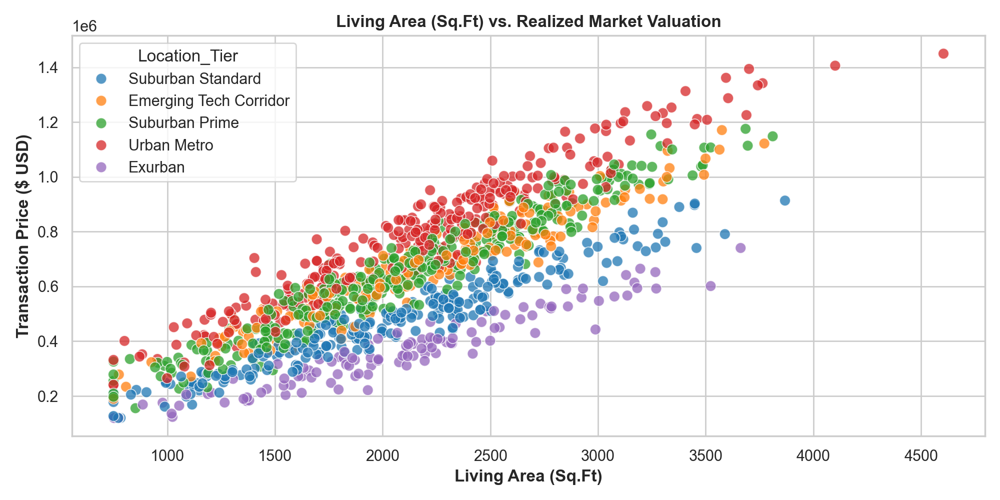 Living Area (Sq.Ft) vs. Realized Market Valuation
1e6
Location_Tier
Suburban Standard
Emerging Tech Corridor
Suburban Prime
Urban Metro
Exurban
Transaction Price ($ USD)
1.4
1.2
1.0
0.8
0.6
0.4
0.2
1000 1500 2000 2500 3000 3500 4000 4500
Living Area (Sq.Ft)